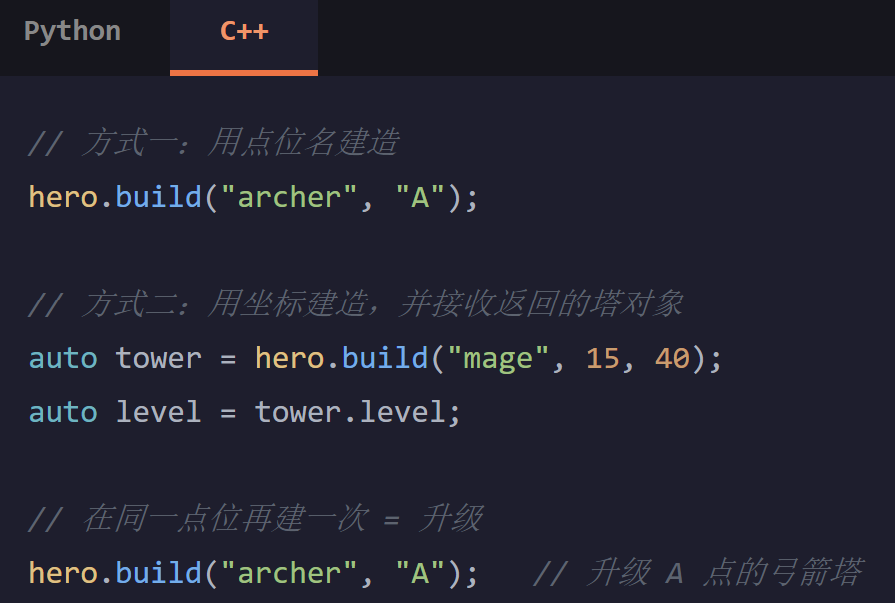 Python C++
// 方式一：用点位名建造
hero.build("archer", "A");
// 方式二：用坐标建造，并接收返回的塔对象
auto tower = hero.build("mage", 15, 40);
auto level = tower.level;
// 在同一点位再建一次 = 升级
hero.build("archer", "A");   // 升级 A 点的弓箭塔